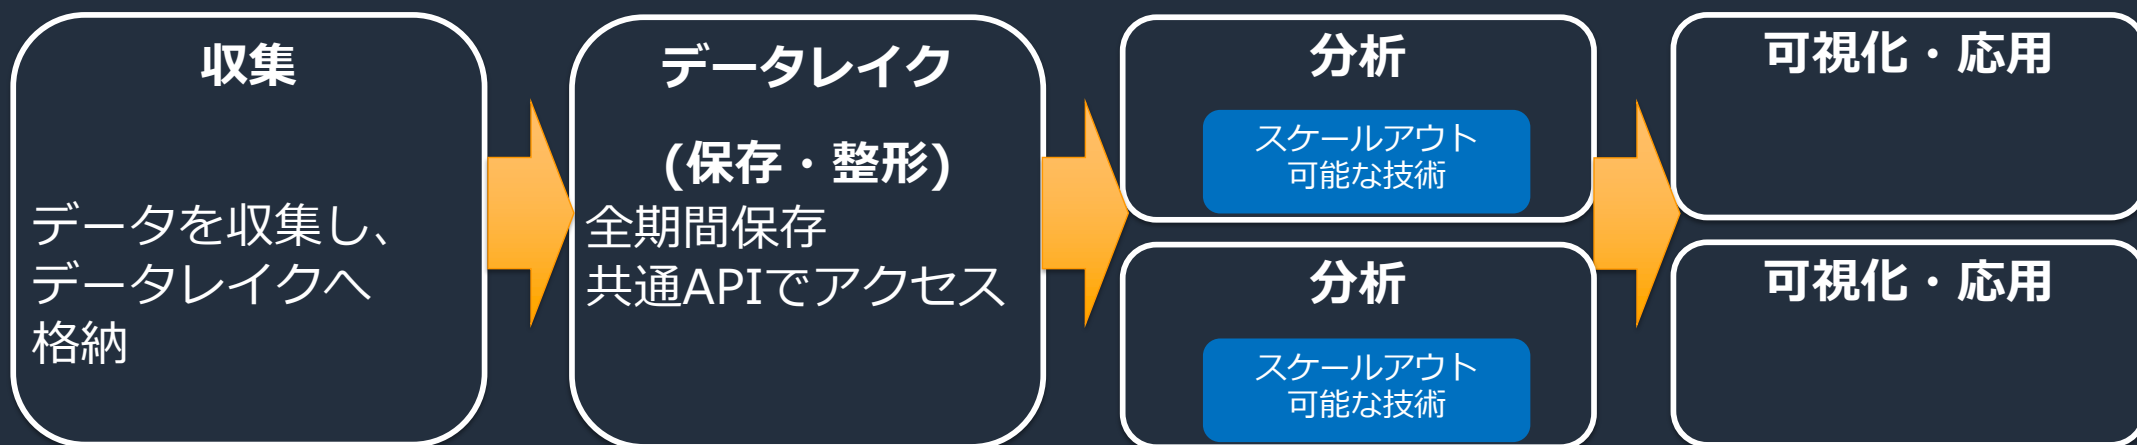 収集
データを収集し、
データレイクへ
格納
データレイク
(保存・整形)
全期間保存
共通APIでアクセス
分析
スケールアウト
可能な技術
分析
スケールアウト
可能な技術
可視化・応用
可視化・応用